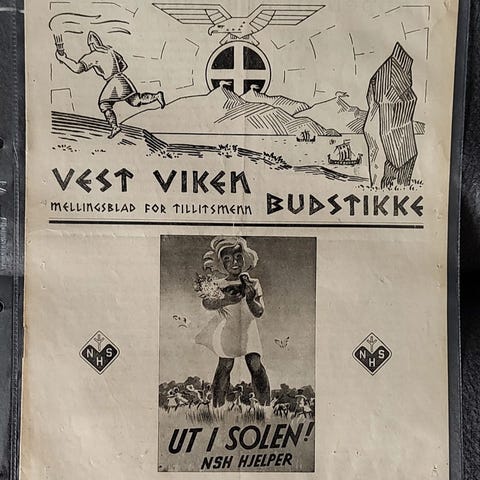 VEST VIKEN
MELLINGSBLAD FOR TILLITSMENN BUDSTIKKE
NHS
NHS
UT I SOLEN!
NSH HJELPER